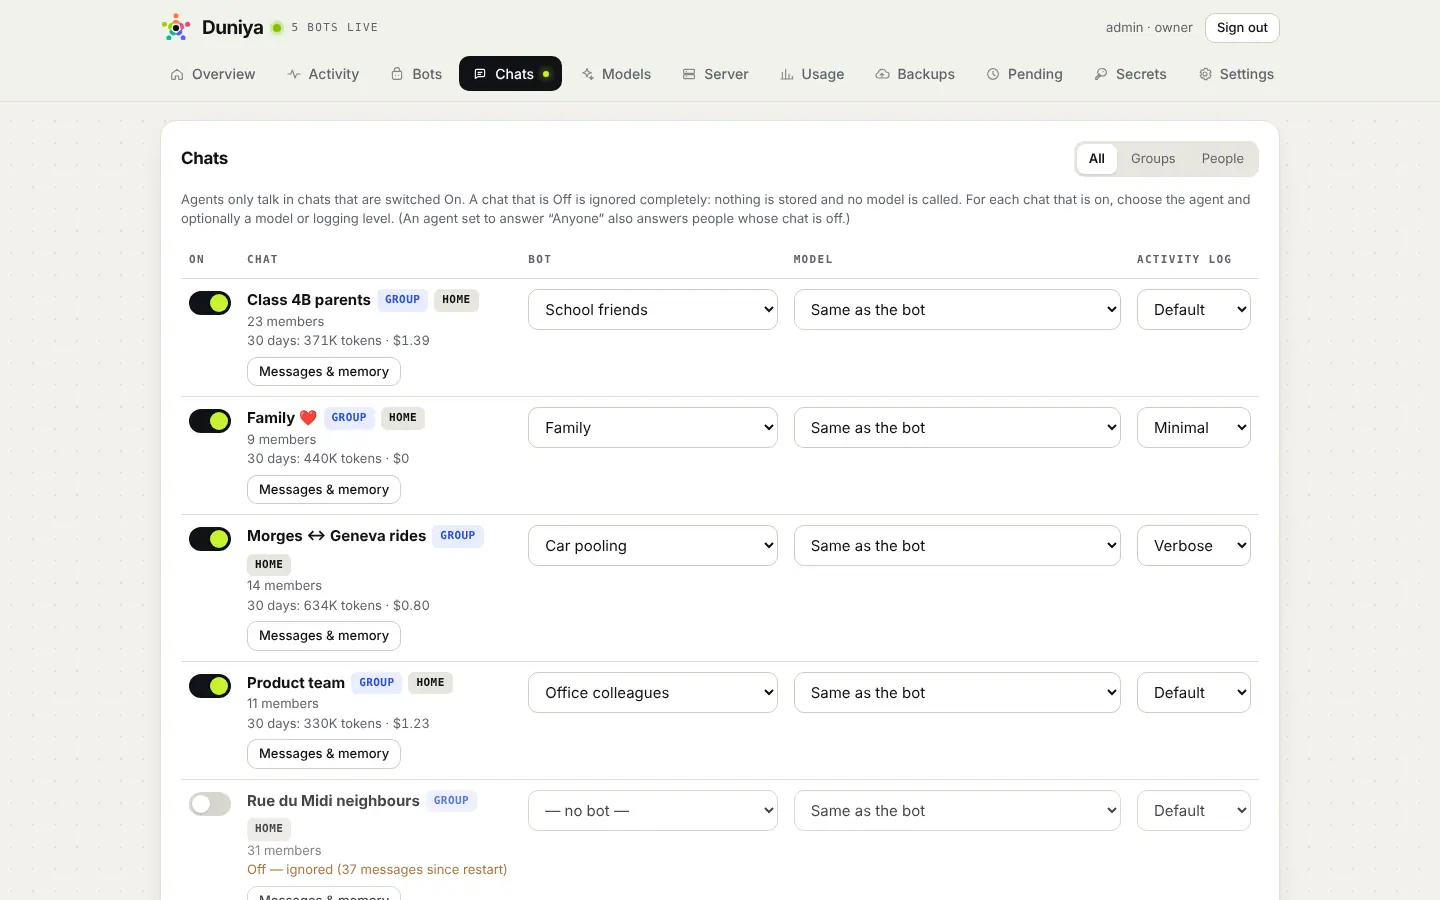 Duniya 5 BOTS LIVE
admin · owner Sign out
Overview Activity Bots Chats Models Server Usage Backups Pending Secrets Settings
Chats
All Groups People
Agents only talk in chats that are switched On. A chat that is Off is ignored completely: nothing is stored and no model is called. For each chat that is on, choose the agent and
optionally a model or logging level. (An agent set to answer “Anyone” also answers people whose chat is off.)
ON CHAT BOT MODEL ACTIVITY LOG
Class 4B parents GROUP HOME School friends Same as the bot Default
23 members
30 days: 371K tokens · $1.39
Messages & memory
Family ❤️ GROUP HOME Family Same as the bot Minimal
9 members
30 days: 440K tokens · $0
Messages & memory
Morges ↔ Geneva rides GROUP Car pooling Same as the bot Verbose
HOME
14 members
30 days: 634K tokens · $0.80
Messages & memory
Product team GROUP HOME Office colleagues Same as the bot Default
11 members
30 days: 330K tokens · $1.23
Messages & memory
Rue du Midi neighbours GROUP — no bot — Same as the bot Default
HOME
31 members
Off — ignored (37 messages since restart)
Messages & memory